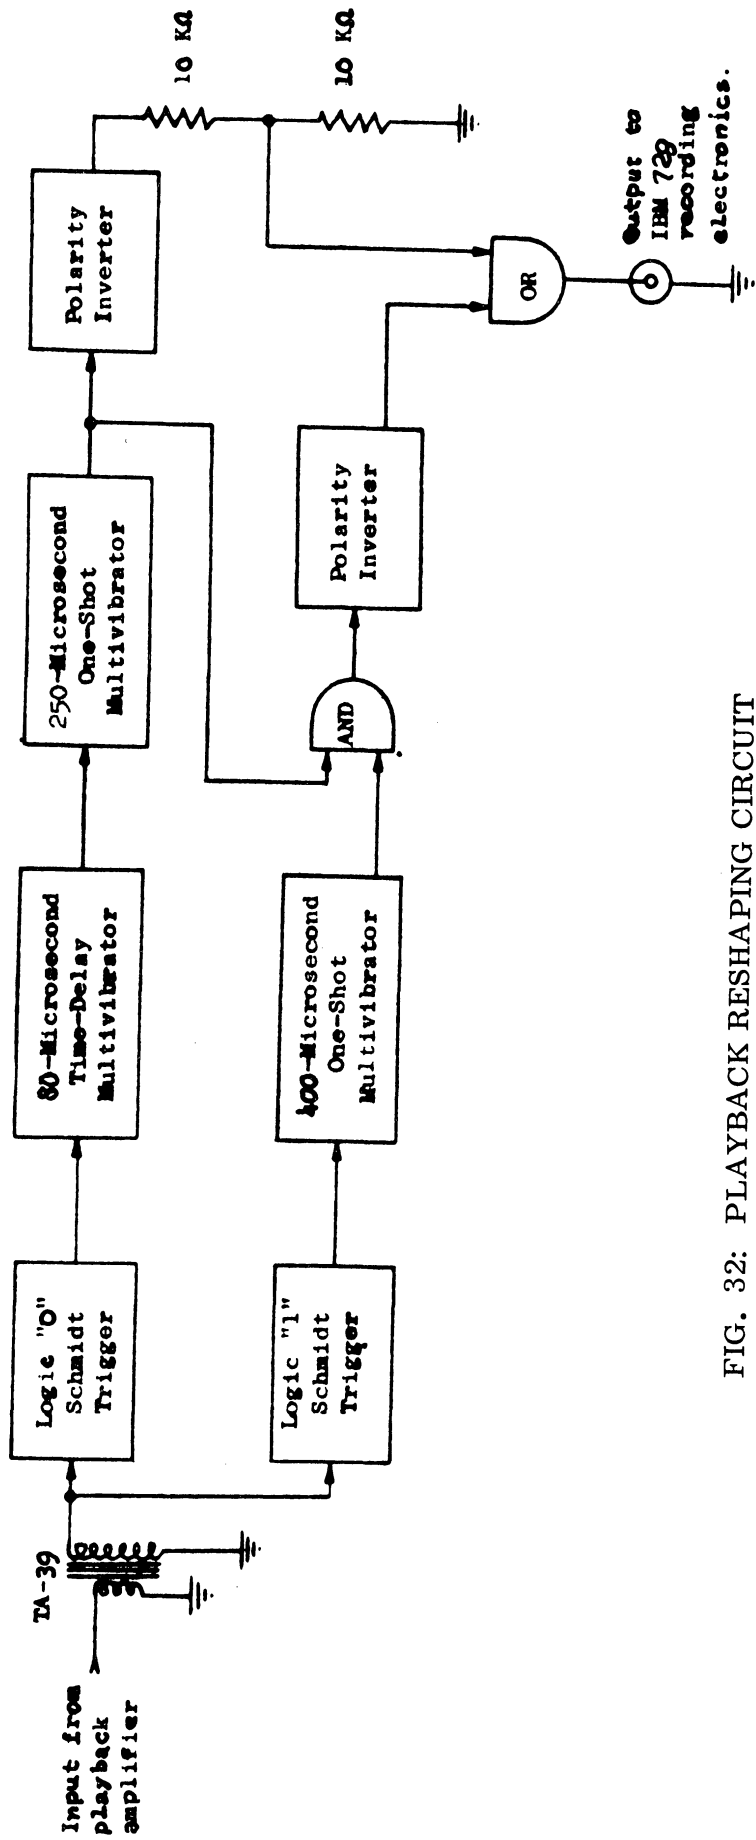 Input from
playback
amplifier
TA-39
Logic "0"
Schmidt
Trigger
80-Microsecond
Time-Delay
Multivibrator
250-Microsecond
One-Shot
Multivibrator
Polarity
Inverter
10 KΩ
10 KΩ
Logic "1"
Schmidt
Trigger
400-Microsecond
One-Shot
Multivibrator
AND
Polarity
Inverter
OR
Output to
IBM 729
recording
electronics.
FIG. 32: PLAYBACK RESHAPING CIRCUIT